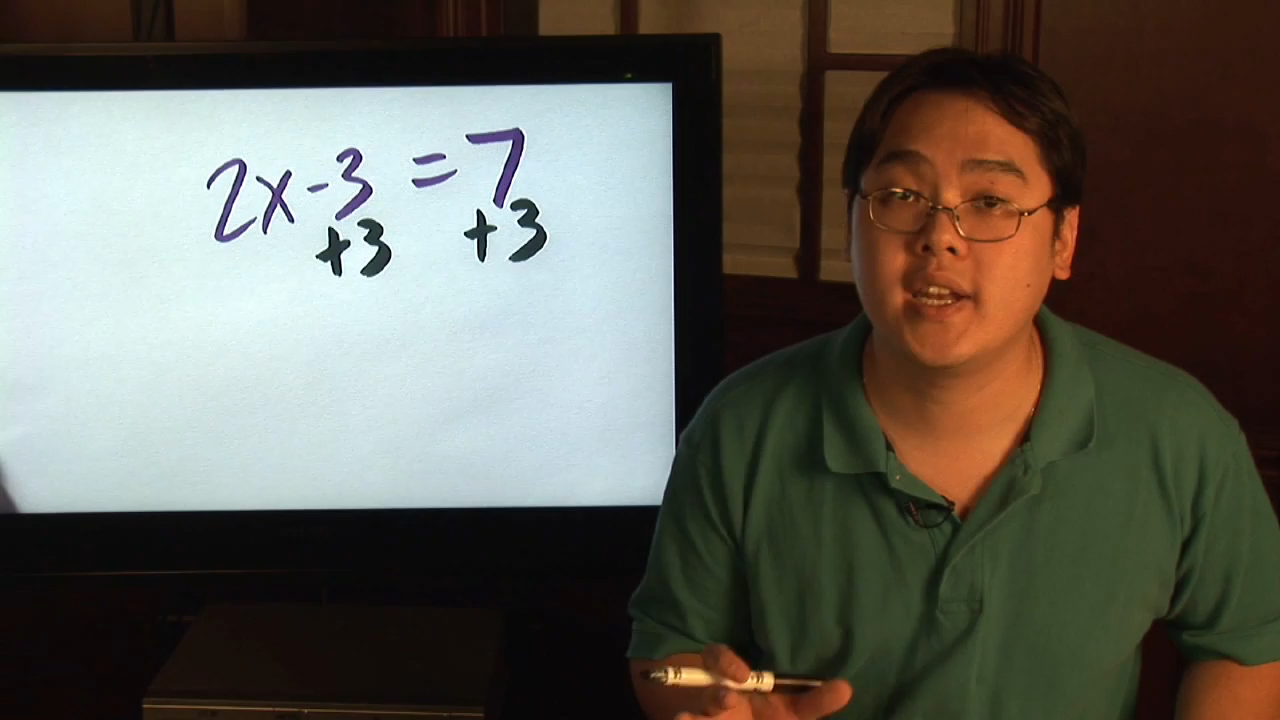 2x-3 = 7
+3 +3